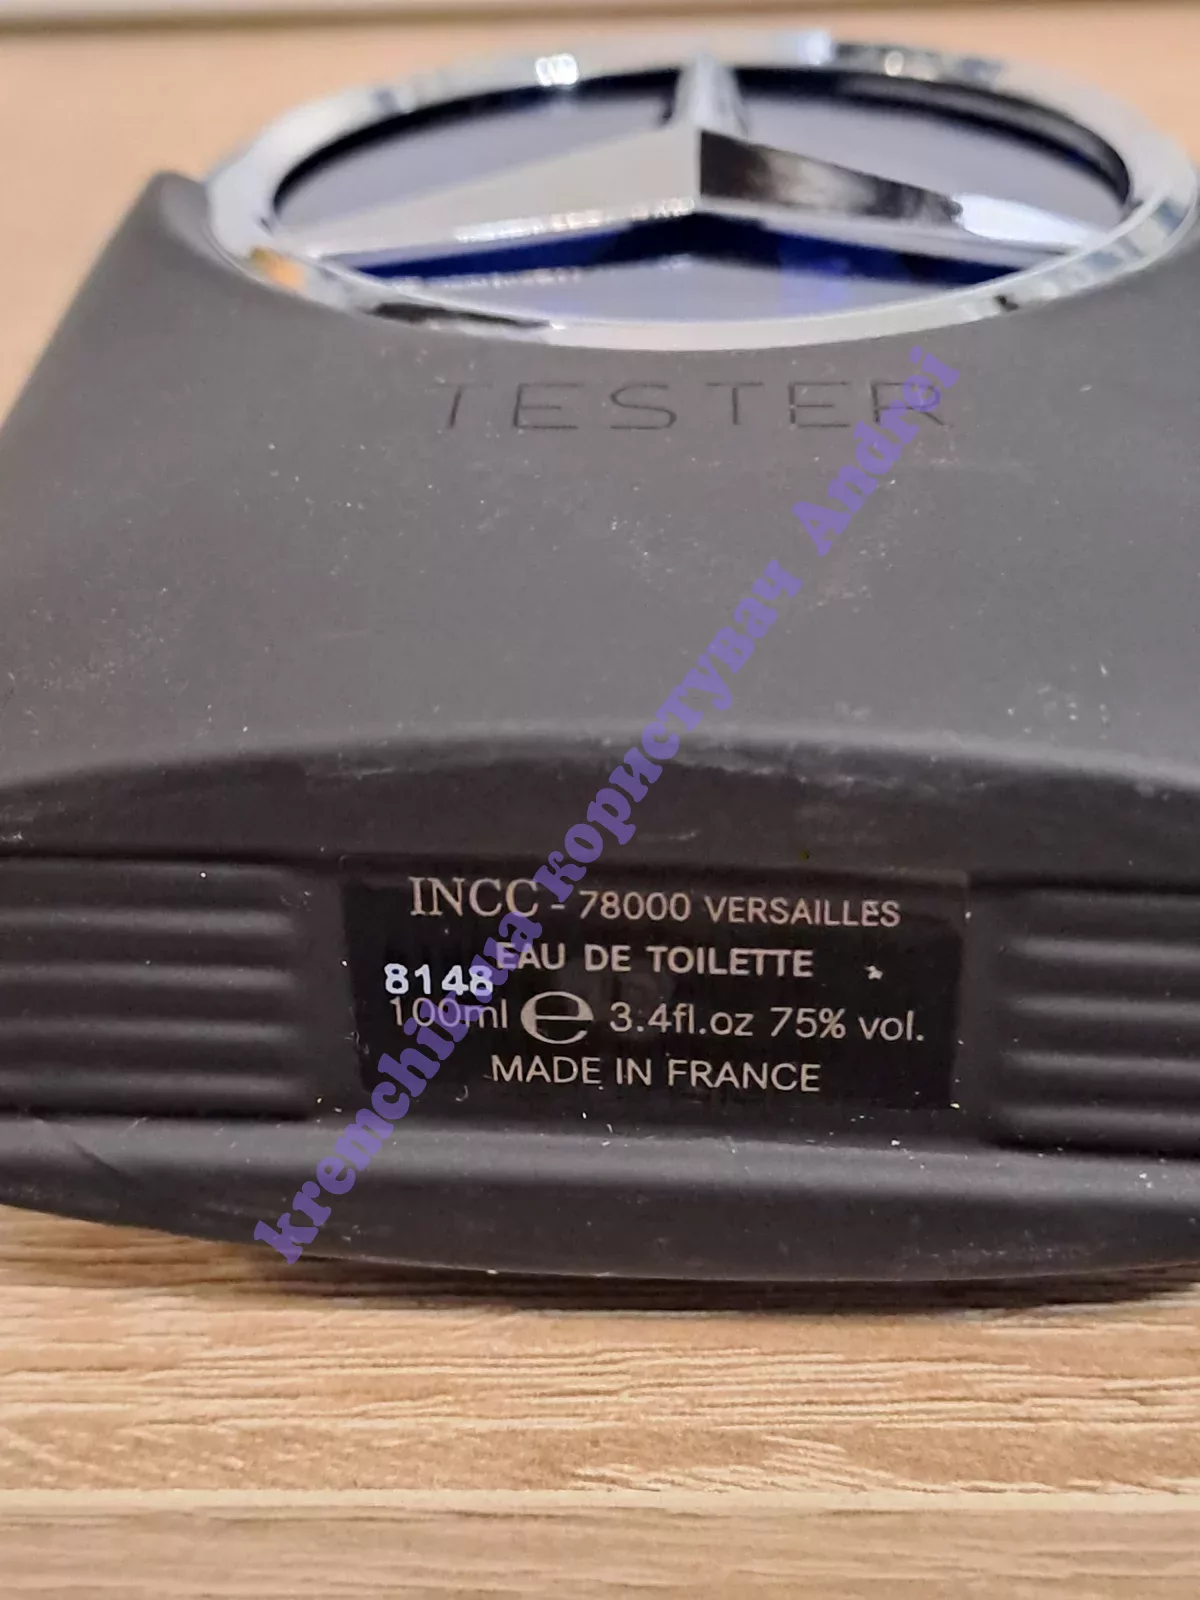 TESTER
INCC - 78000 VERSAILLES
EAU DE TOILETTE
8148
100ml e 3.4fl.oz 75% vol.
MADE IN FRANCE
kremchik.ua користувач Andrei